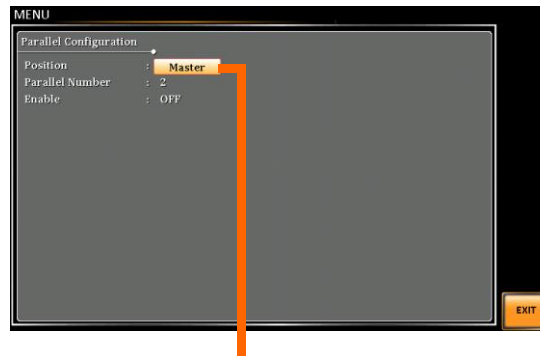 MENU
Parallel Configuration
Position : Master
Parallel Number : 2
Enable : OFF
EXIT